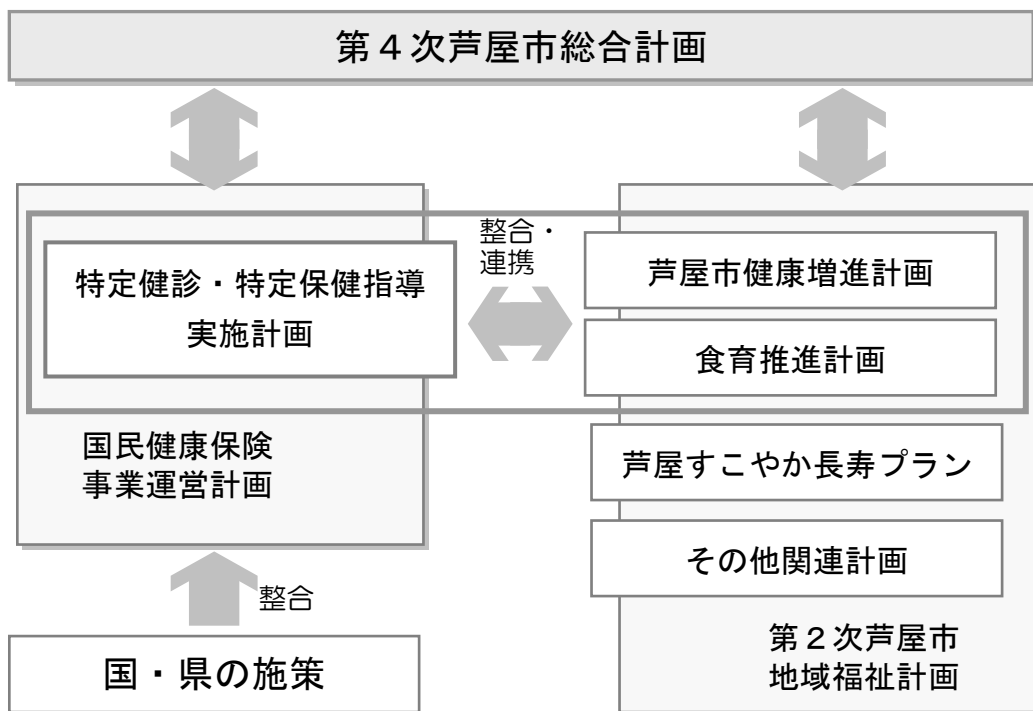 第４次芦屋市総合計画
整合・
連携
特定健診・特定保健指導
実施計画
芦屋市健康増進計画
食育推進計画
国民健康保険
事業運営計画
芦屋すこやか長寿プラン
その他関連計画
整合
国・県の施策
第２次芦屋市
地域福祉計画